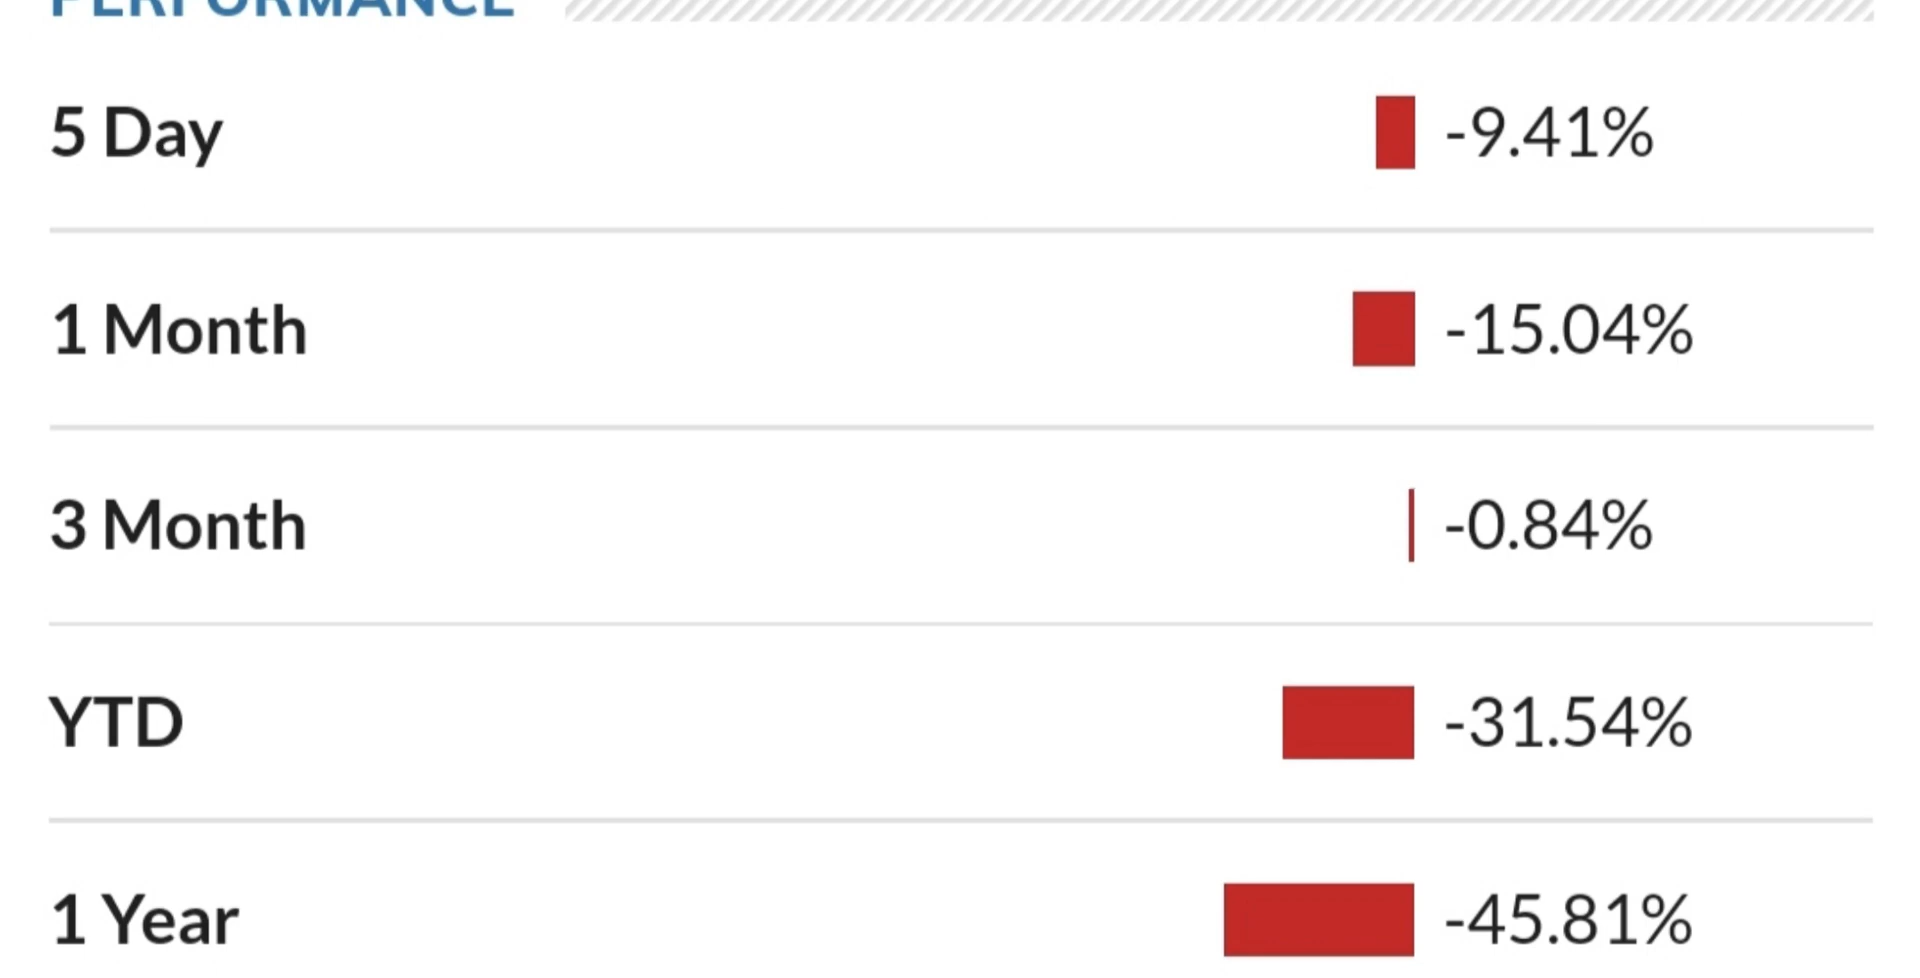 PERFORMANCE
5 Day -9.41%
1 Month -15.04%
3 Month -0.84%
YTD -31.54%
1 Year -45.81%